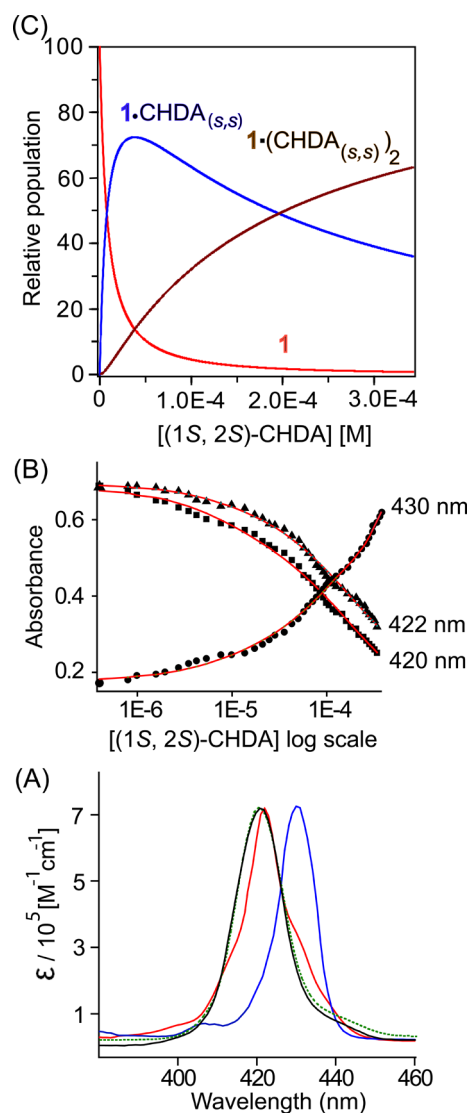 (C)
100
80
60
40
20
0
Relative population
1•CHDA(s,s)
1•(CHDA(s,s))2
1
0 1.0E-4 2.0E-4 3.0E-4
[(1S, 2S)-CHDA] [M]
(B)
0.6
0.4
0.2
Absorbance
430 nm
422 nm
420 nm
1E-6 1E-5 1E-4
[(1S, 2S)-CHDA] log scale
(A)
7
5
3
1
ε / 10⁵ [M⁻¹cm⁻¹]
400 420 440 460
Wavelength (nm)